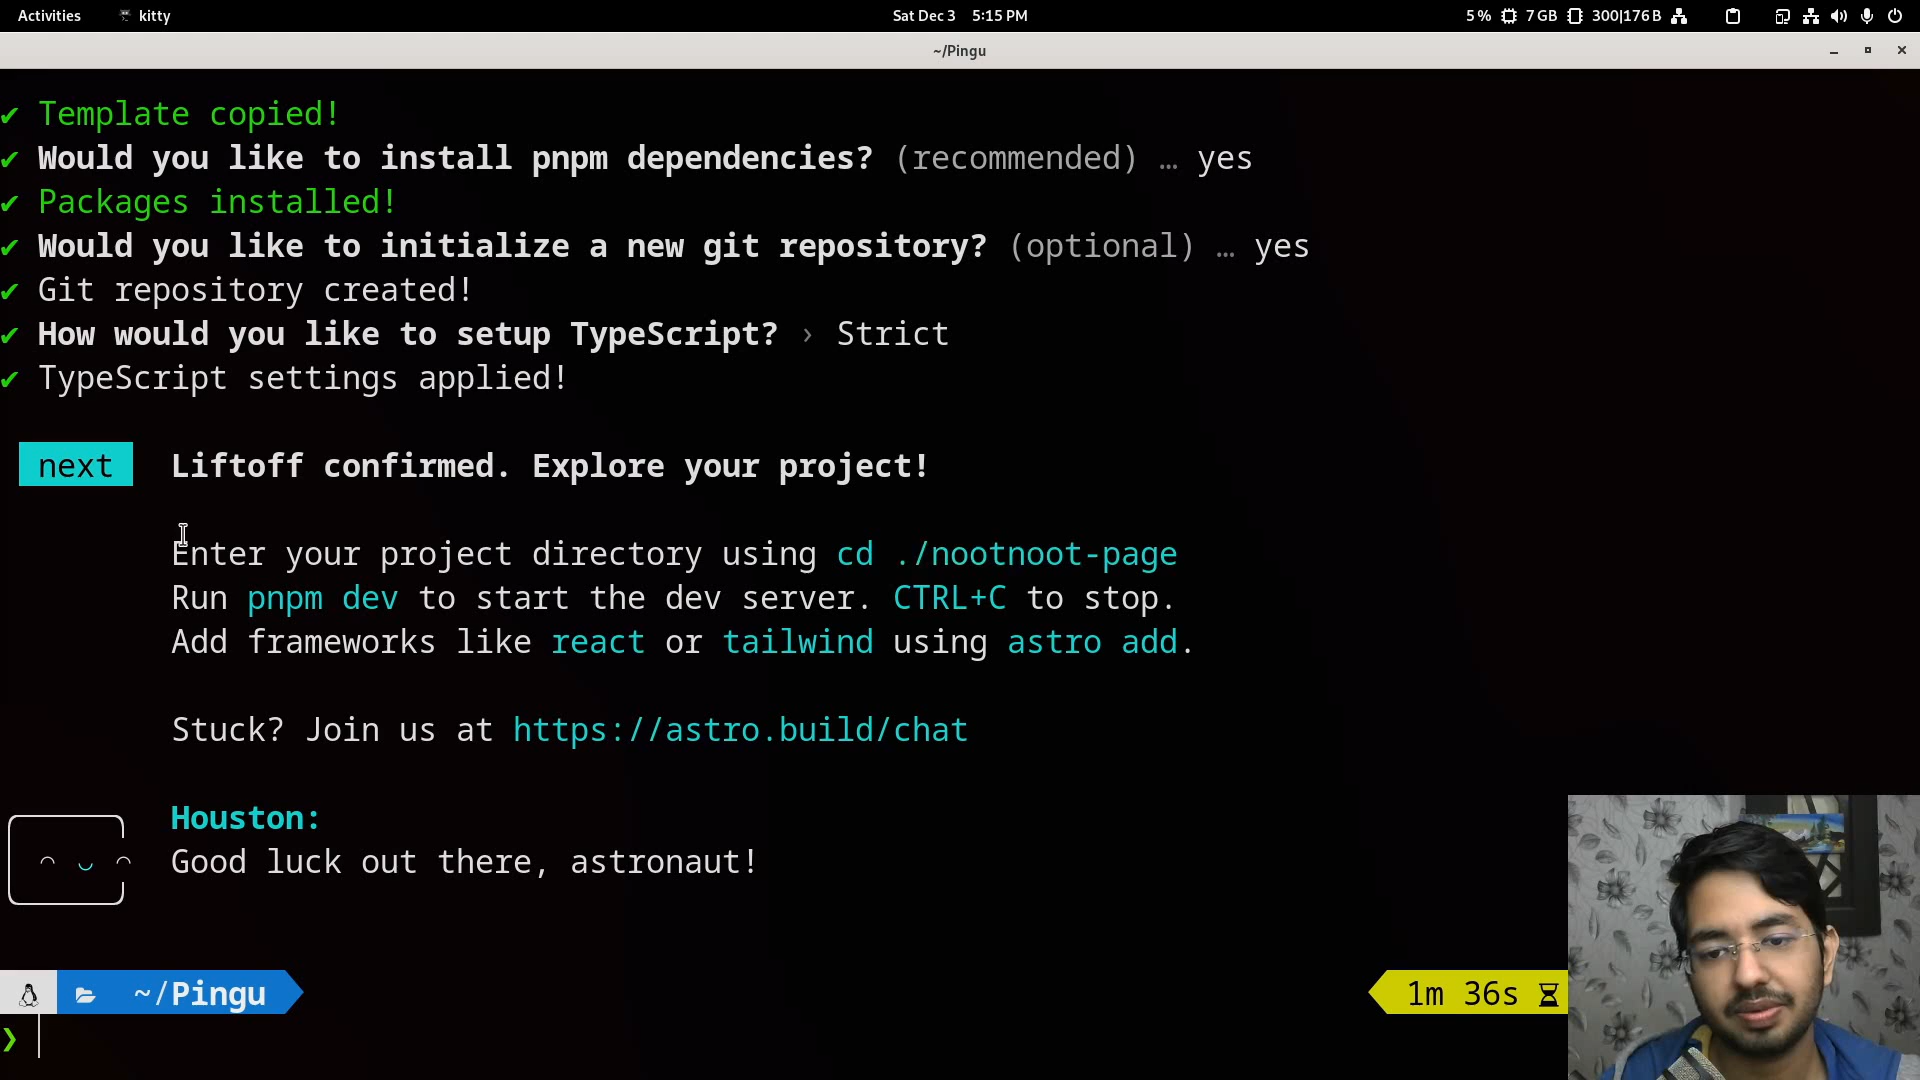 Activities kitty Sat Dec 3 5:15 PM 5 % 7 GB 300|176 B
~/Pingu
✔ Template copied!
✔ Would you like to install pnpm dependencies? (recommended) … yes
✔ Packages installed!
✔ Would you like to initialize a new git repository? (optional) … yes
✔ Git repository created!
✔ How would you like to setup TypeScript? › Strict
✔ TypeScript settings applied!
next Liftoff confirmed. Explore your project!
Enter your project directory using cd ./nootnoot-page
Run pnpm dev to start the dev server. CTRL+C to stop.
Add frameworks like react or tailwind using astro add.
Stuck? Join us at https://astro.build/chat
Houston:
Good luck out there, astronaut!
~/Pingu 1m 36s
❯